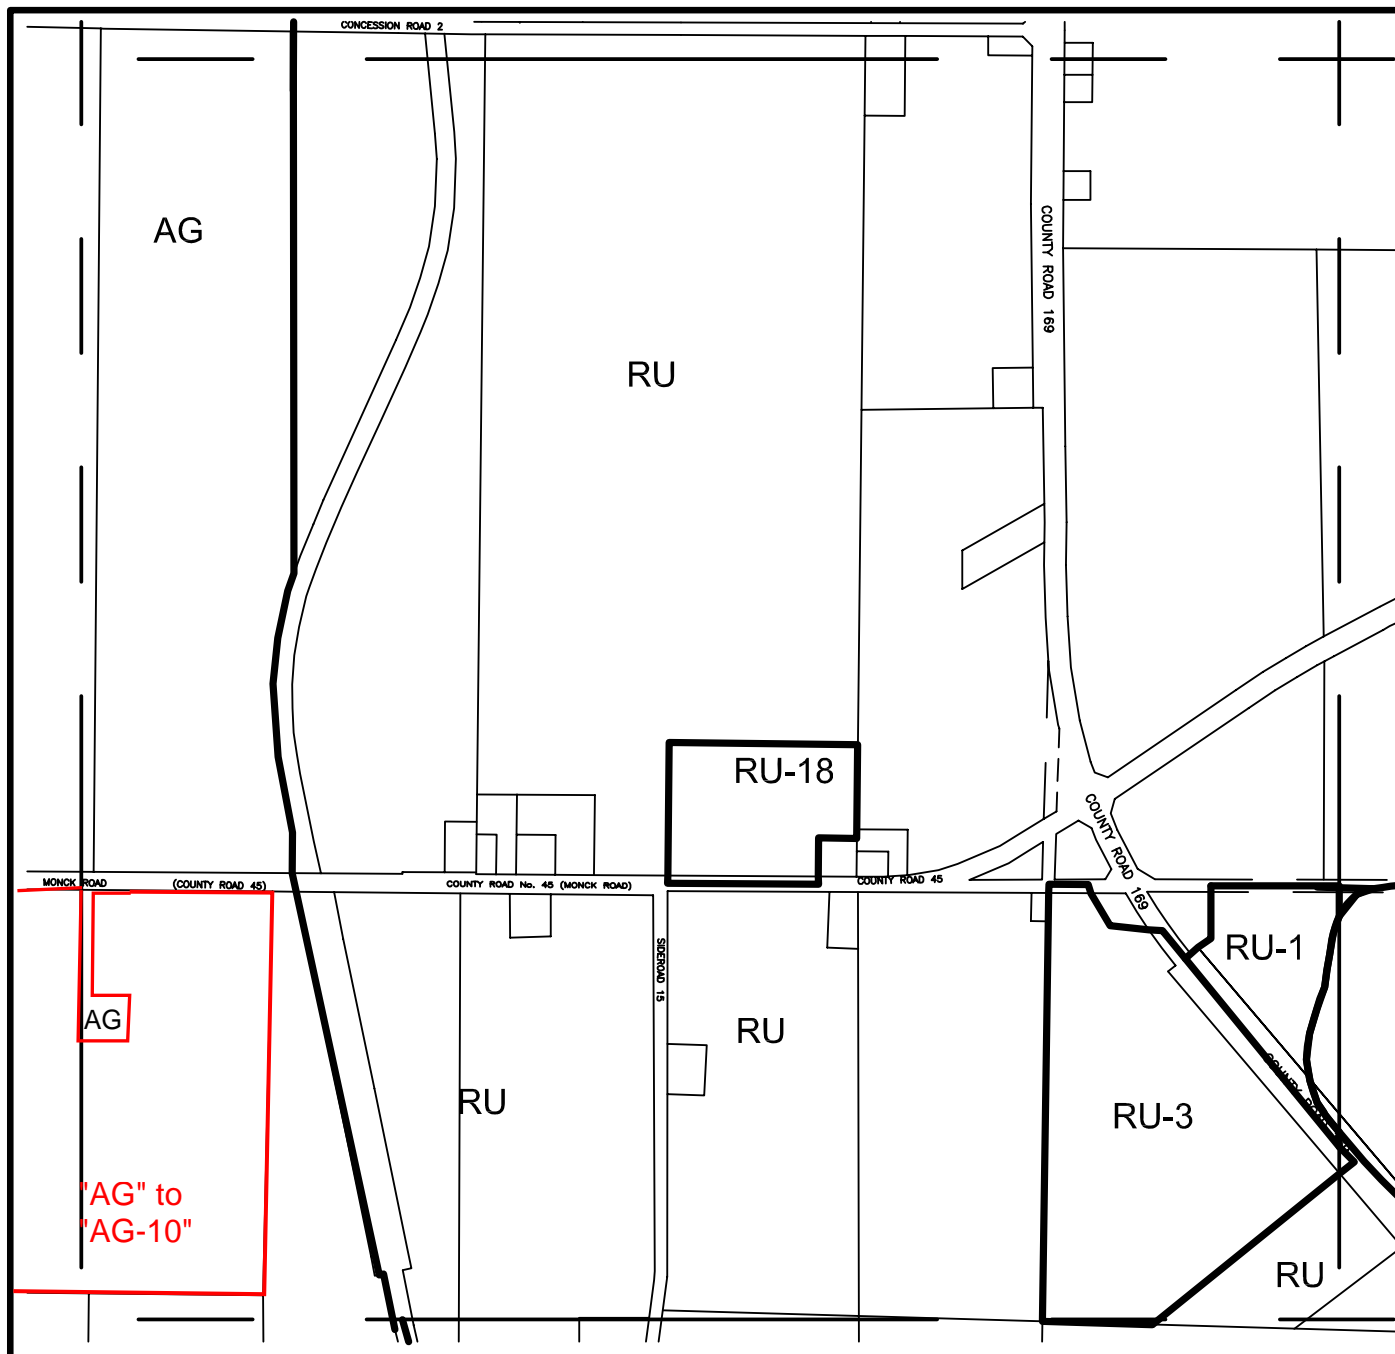 CONCESSION ROAD 2
AG
COUNTY ROAD 169
RU
RU-18
COUNTY ROAD 169
MONCK ROAD
(COUNTY ROAD 45)
COUNTY ROAD No. 45 (MONCK ROAD)
COUNTY ROAD 45
SIDEROAD 15
RU-1
AG
RU
RU
RU-3
COUNTY ROAD
"AG" to
"AG-10"
RU